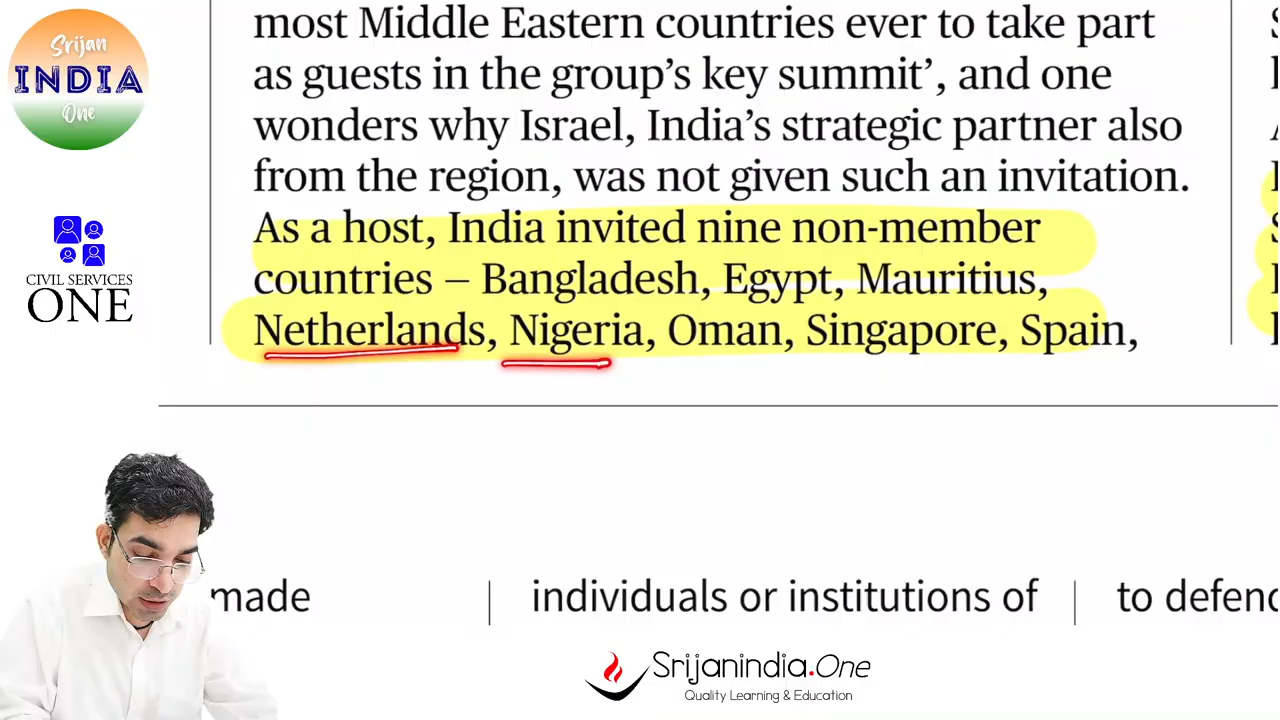 Srijan
INDIA
One
CIVIL SERVICES
ONE
most Middle Eastern countries ever to take part
as guests in the group’s key summit’, and one
wonders why Israel, India’s strategic partner also
from the region, was not given such an invitation.
As a host, India invited nine non-member
countries – Bangladesh, Egypt, Mauritius,
Netherlands, Nigeria, Oman, Singapore, Spain,
made
individuals or institutions of
to defenc
Srijanindia.One
Quality Learning & Education